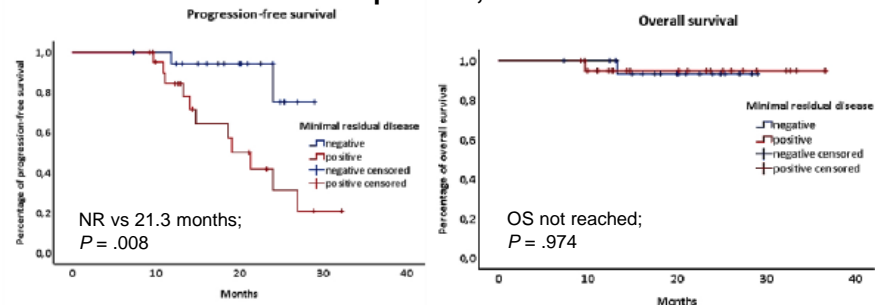 Progression-free survival
Percentage of progression-free survival
1,0
0,8
0,6
0,4
0,2
0,0
0
10
20
30
40
Months
Minimal residual disease
negative
positive
negative censored
positive censored
NR vs 21.3 months;
P = .008
Overall survival
Percentage of overall survival
1,0
0,8
0,6
0,4
0,2
0,0
0
10
20
30
40
Months
Minimal residual disease
negative
positive
negative censored
positive censored
OS not reached;
P = .974